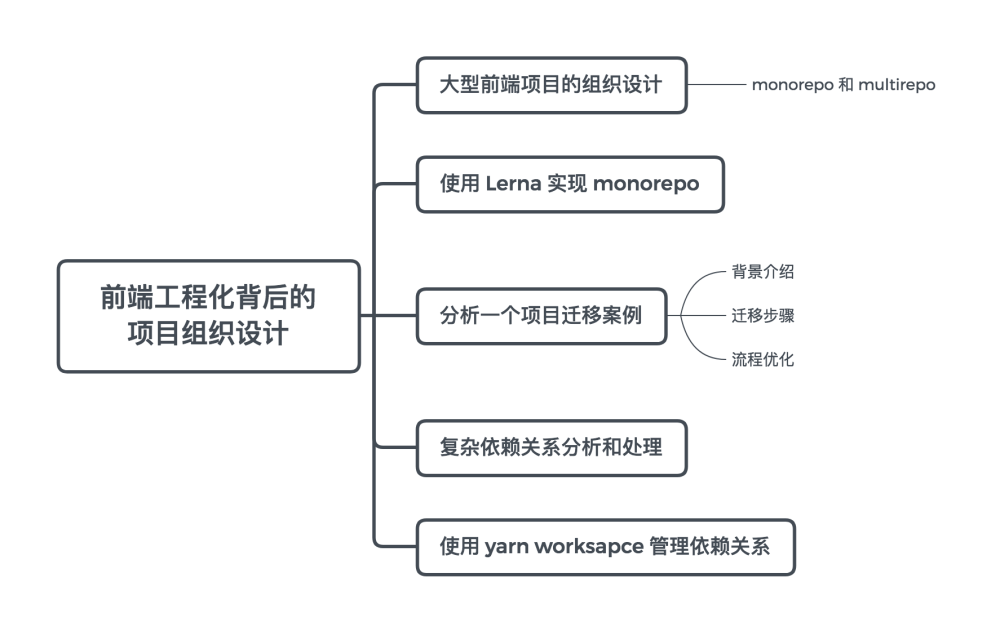 前端工程化背后的
项目组织设计
大型前端项目的组织设计
monorepo 和 multirepo
使用 Lerna 实现 monorepo
分析一个项目迁移案例
背景介绍
迁移步骤
流程优化
复杂依赖关系分析和处理
使用 yarn worksapce 管理依赖关系